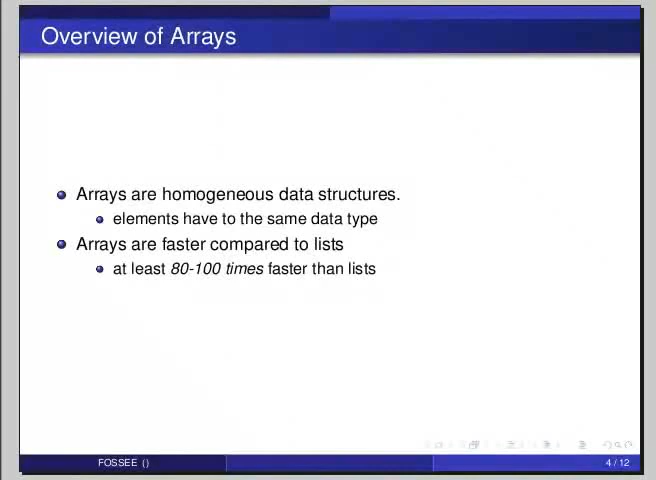 Overview of Arrays
Arrays are homogeneous data structures.
elements have to the same data type
Arrays are faster compared to lists
at least 80-100 times faster than lists
FOSSEE ()
4 / 12